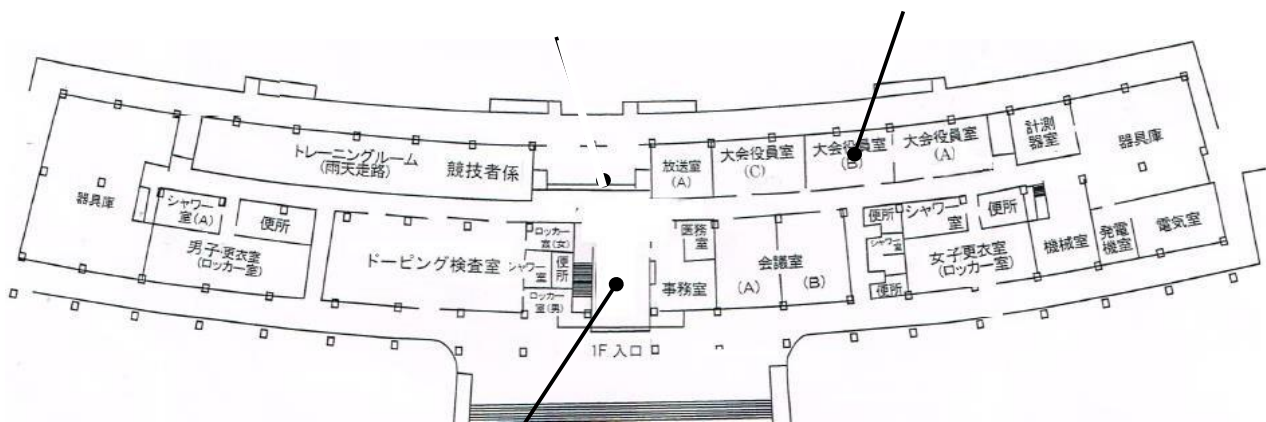 トレーニングルーム
(雨天走路)
競技者係
放送室
(A)
大会役員室
(C)
大会役員室
(B)
大会役員室
(A)
計測
器室
器具庫
器具庫
シャワー
室(A)
便所
男子更衣室
(ロッカー室)
ドーピング検査室
ロッカー
室(女)
シャワー
室
便
所
ロッカー
室(男)
医務
室
事務室
会議室
(A)
(B)
便所
シャワー
室
便所
シャワー
室
便所
女子更衣室
(ロッカー室)
機械室
発電
機室
電気室
1F 入口